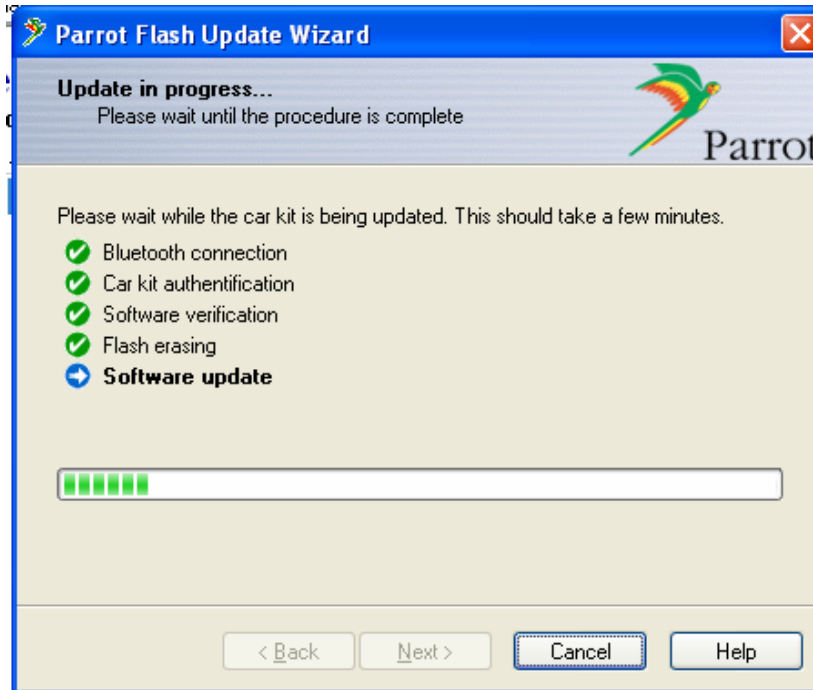 Parrot Flash Update Wizard
Update in progress...
Please wait until the procedure is complete
Parrot
Please wait while the car kit is being updated. This should take a few minutes.
Bluetooth connection
Car kit authentification
Software verification
Flash erasing
Software update
< Back
Next >
Cancel
Help